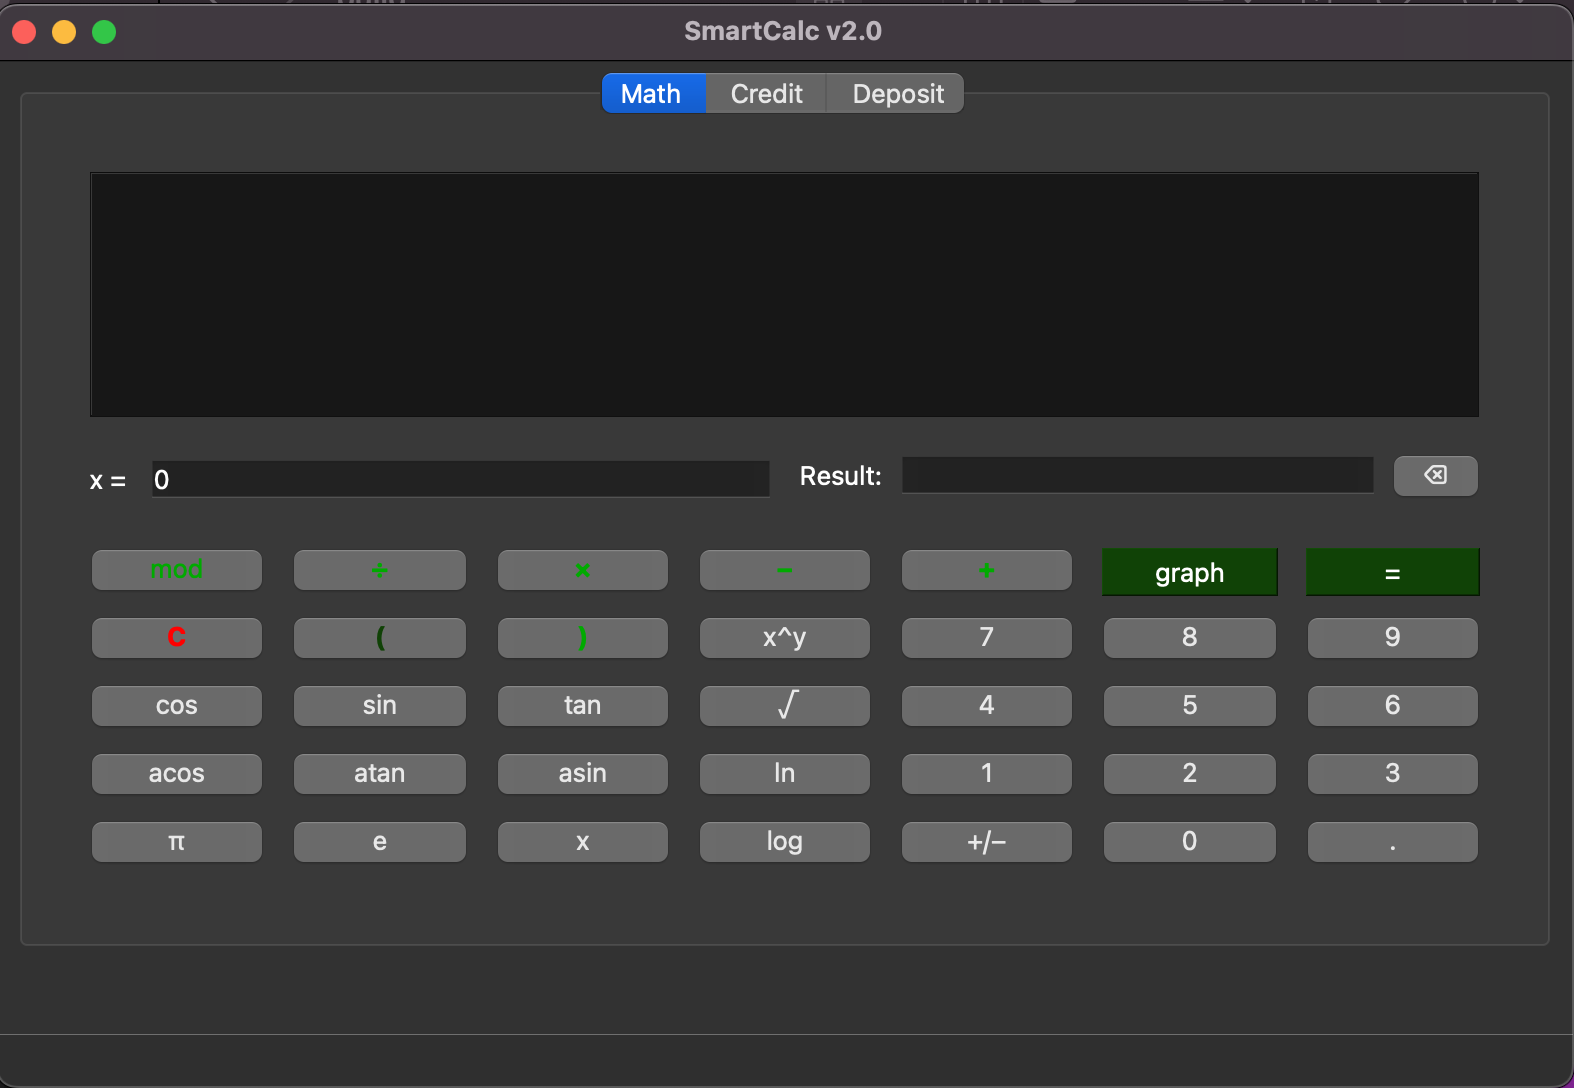 SmartCalc v2.0
Math Credit Deposit
x = 0 Result:
mod ÷ × − + graph =
C ( ) x^y 7 8 9
cos sin tan √ 4 5 6
acos atan asin ln 1 2 3
π e x log +/− 0 .